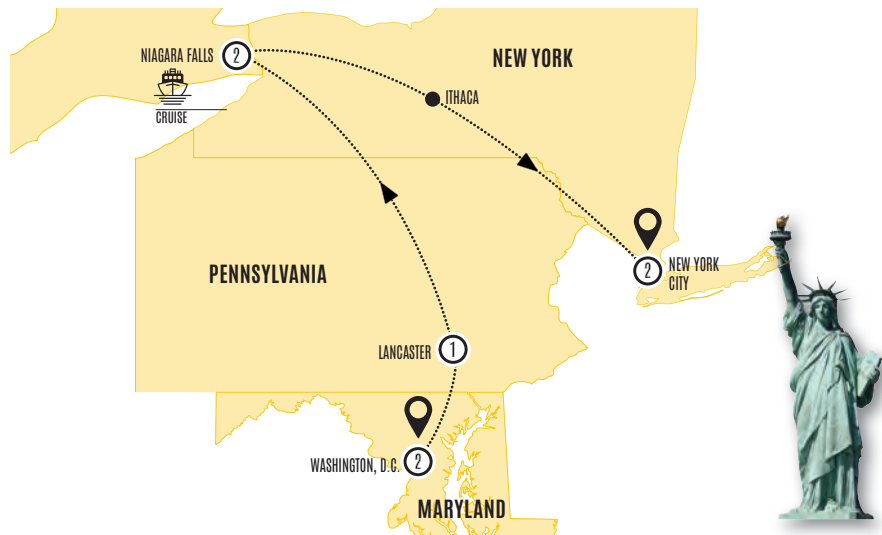 NIAGARA FALLS
2
NEW YORK
CRUISE
ITHACA
PENNSYLVANIA
2
NEW YORK
CITY
LANCASTER
1
WASHINGTON, D.C.
2
MARYLAND